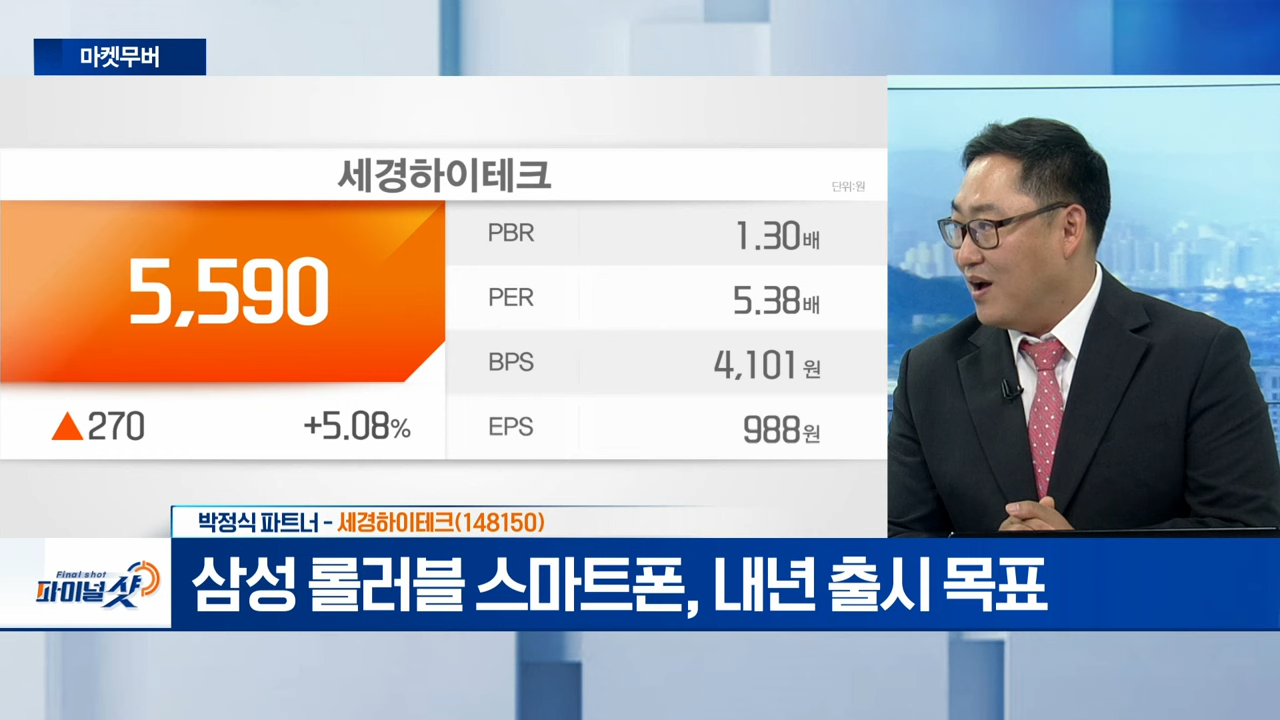 마켓무버
세경하이테크
단위:원
5,590
▲270 +5.08%
PBR 1.30배
PER 5.38배
BPS 4,101원
EPS 988원
박정식 파트너 - 세경하이테크(148150)
Final shot
파이널 샷
삼성 롤러블 스마트폰, 내년 출시 목표